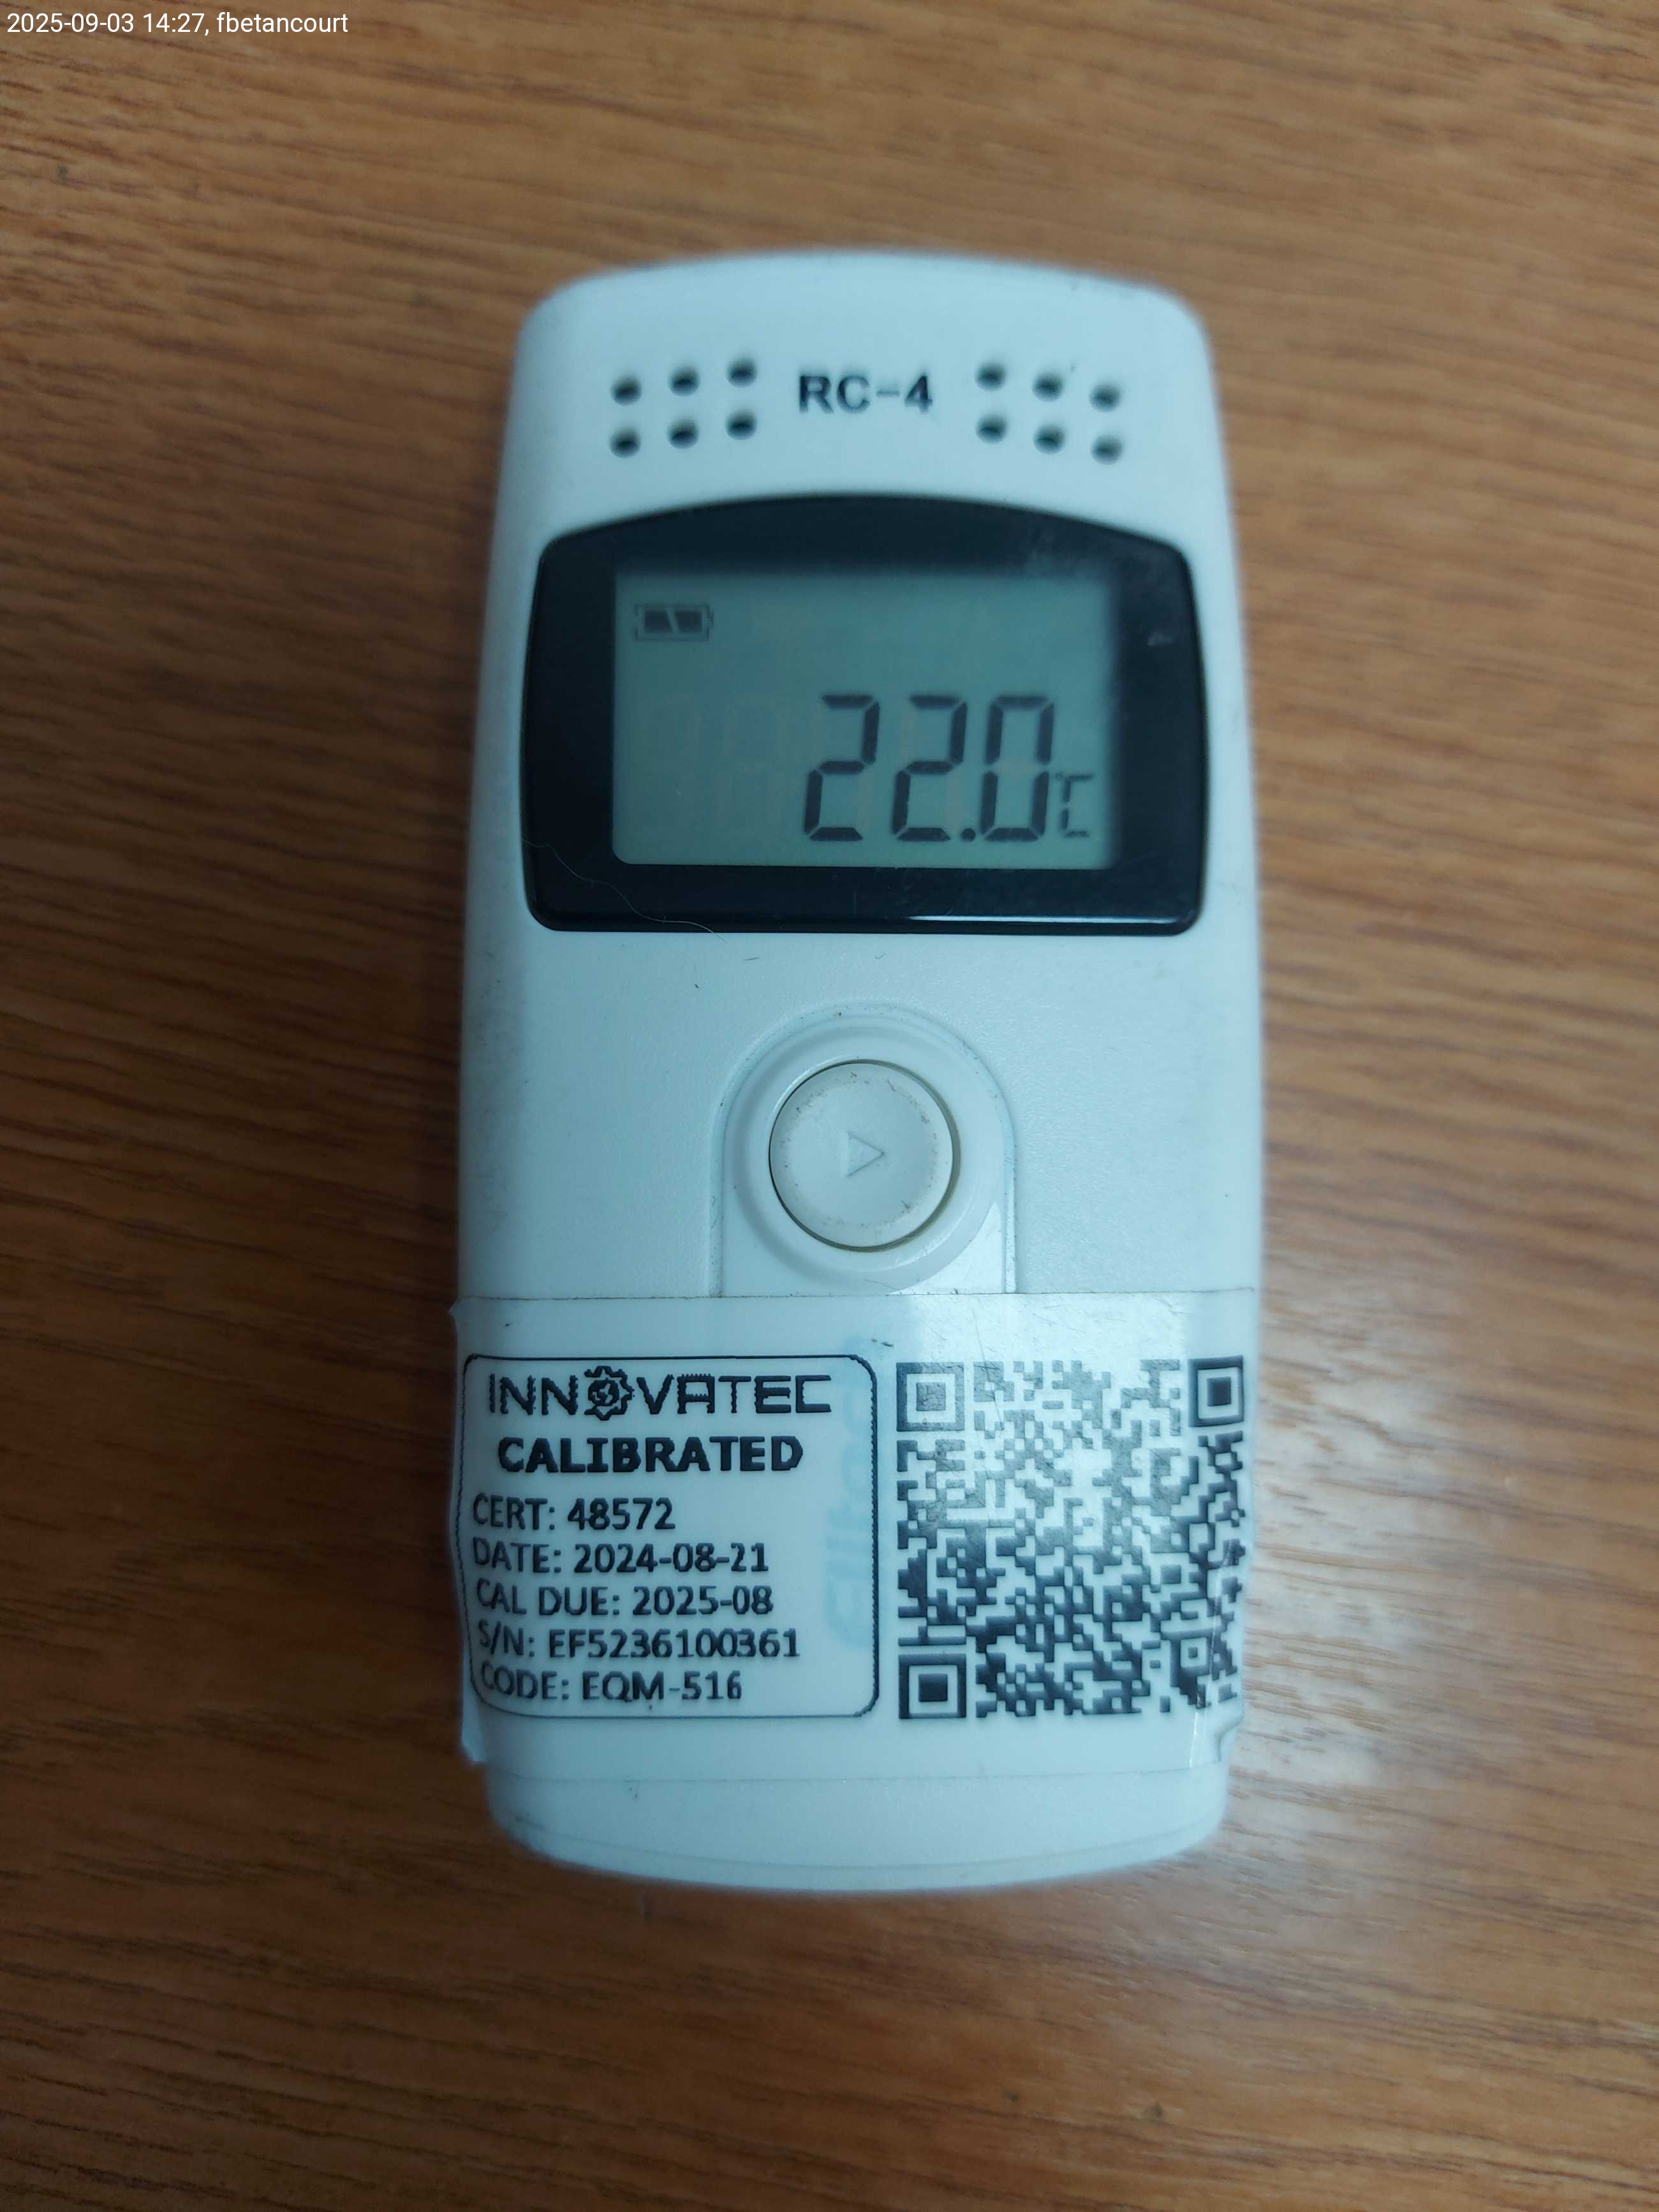 2025-09-03 14:27, fbetancourt
RC-4
22.0℃
INNOVATEC
CALIBRATED
CERT: 48572
DATE: 2024-08-21
CAL DUE: 2025-08
S/N: EF5236100361
CODE: EQM-516